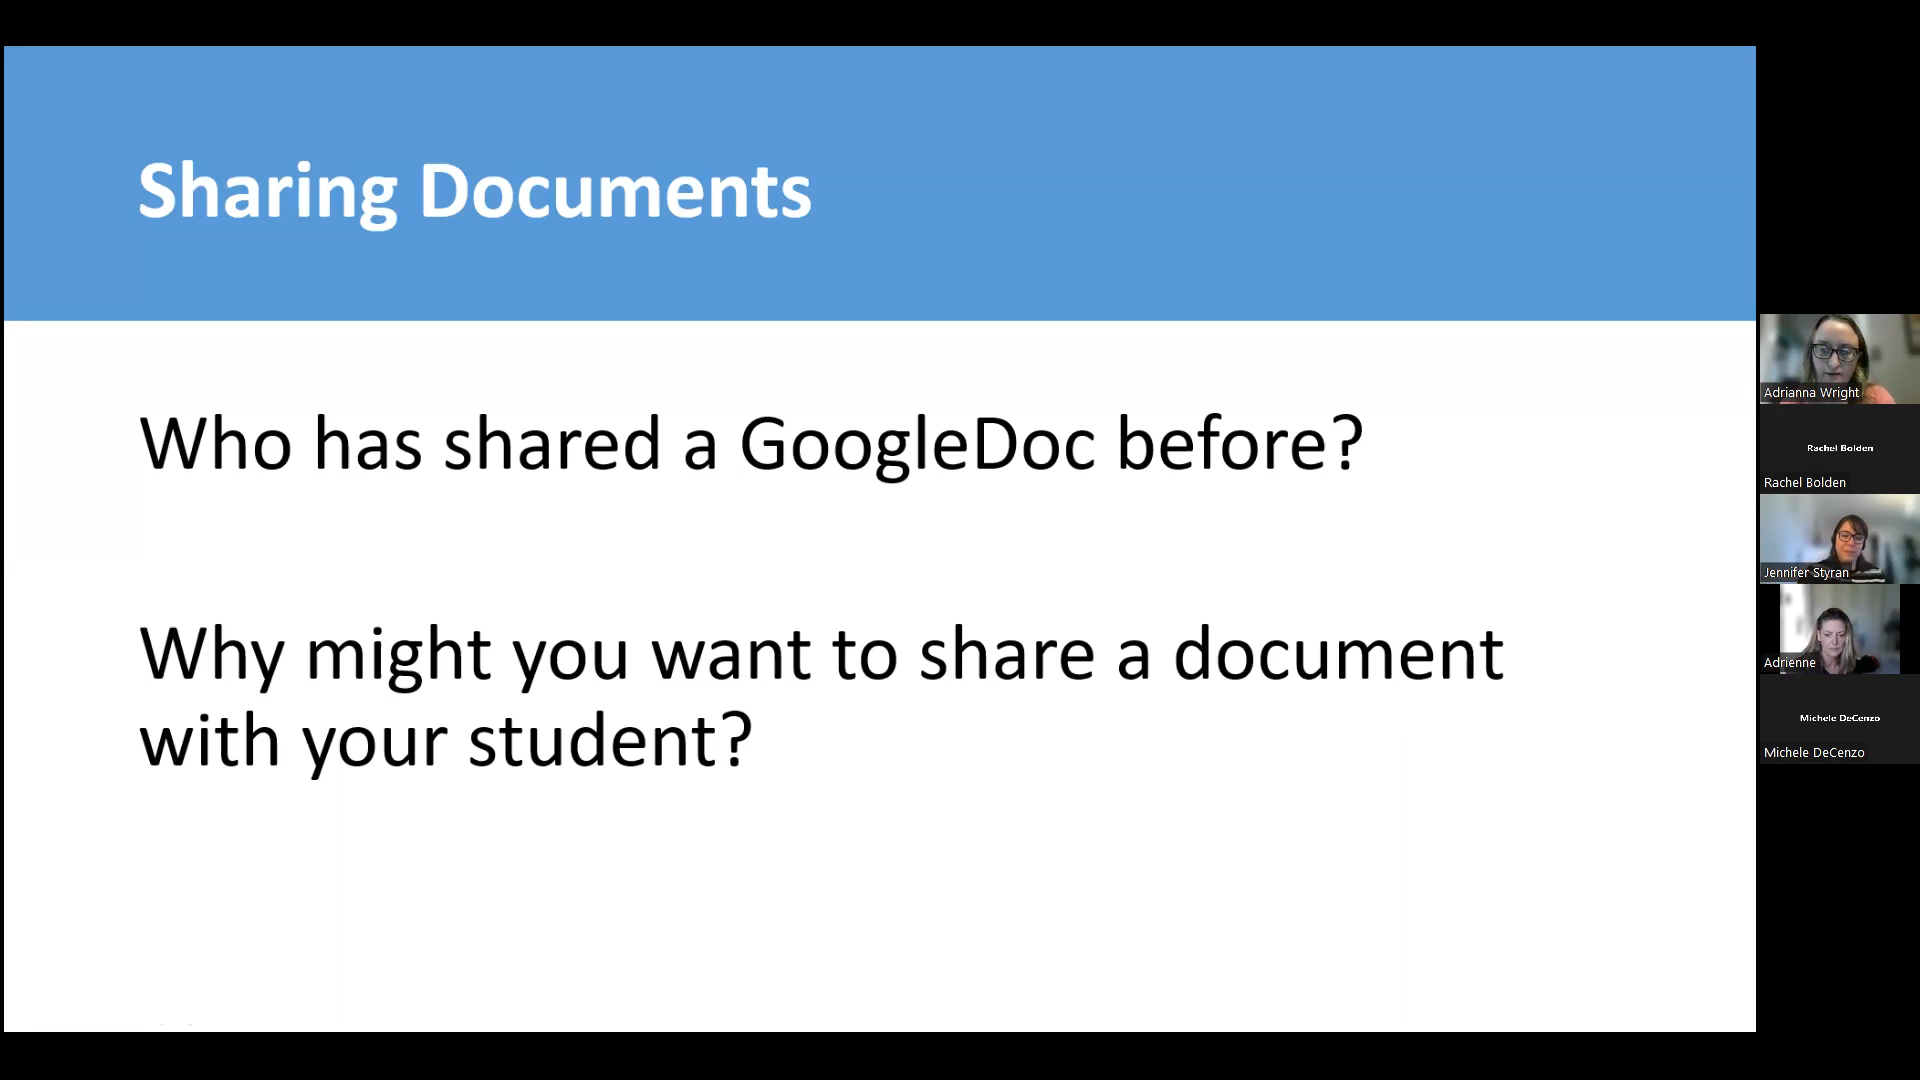 Sharing Documents
Who has shared a GoogleDoc before?
Why might you want to share a document
with your student?
Adrianna Wright
Rachel Bolden
Rachel Bolden
Jennifer Styran
Adrienne
Michele DeCenzo
Michele DeCenzo